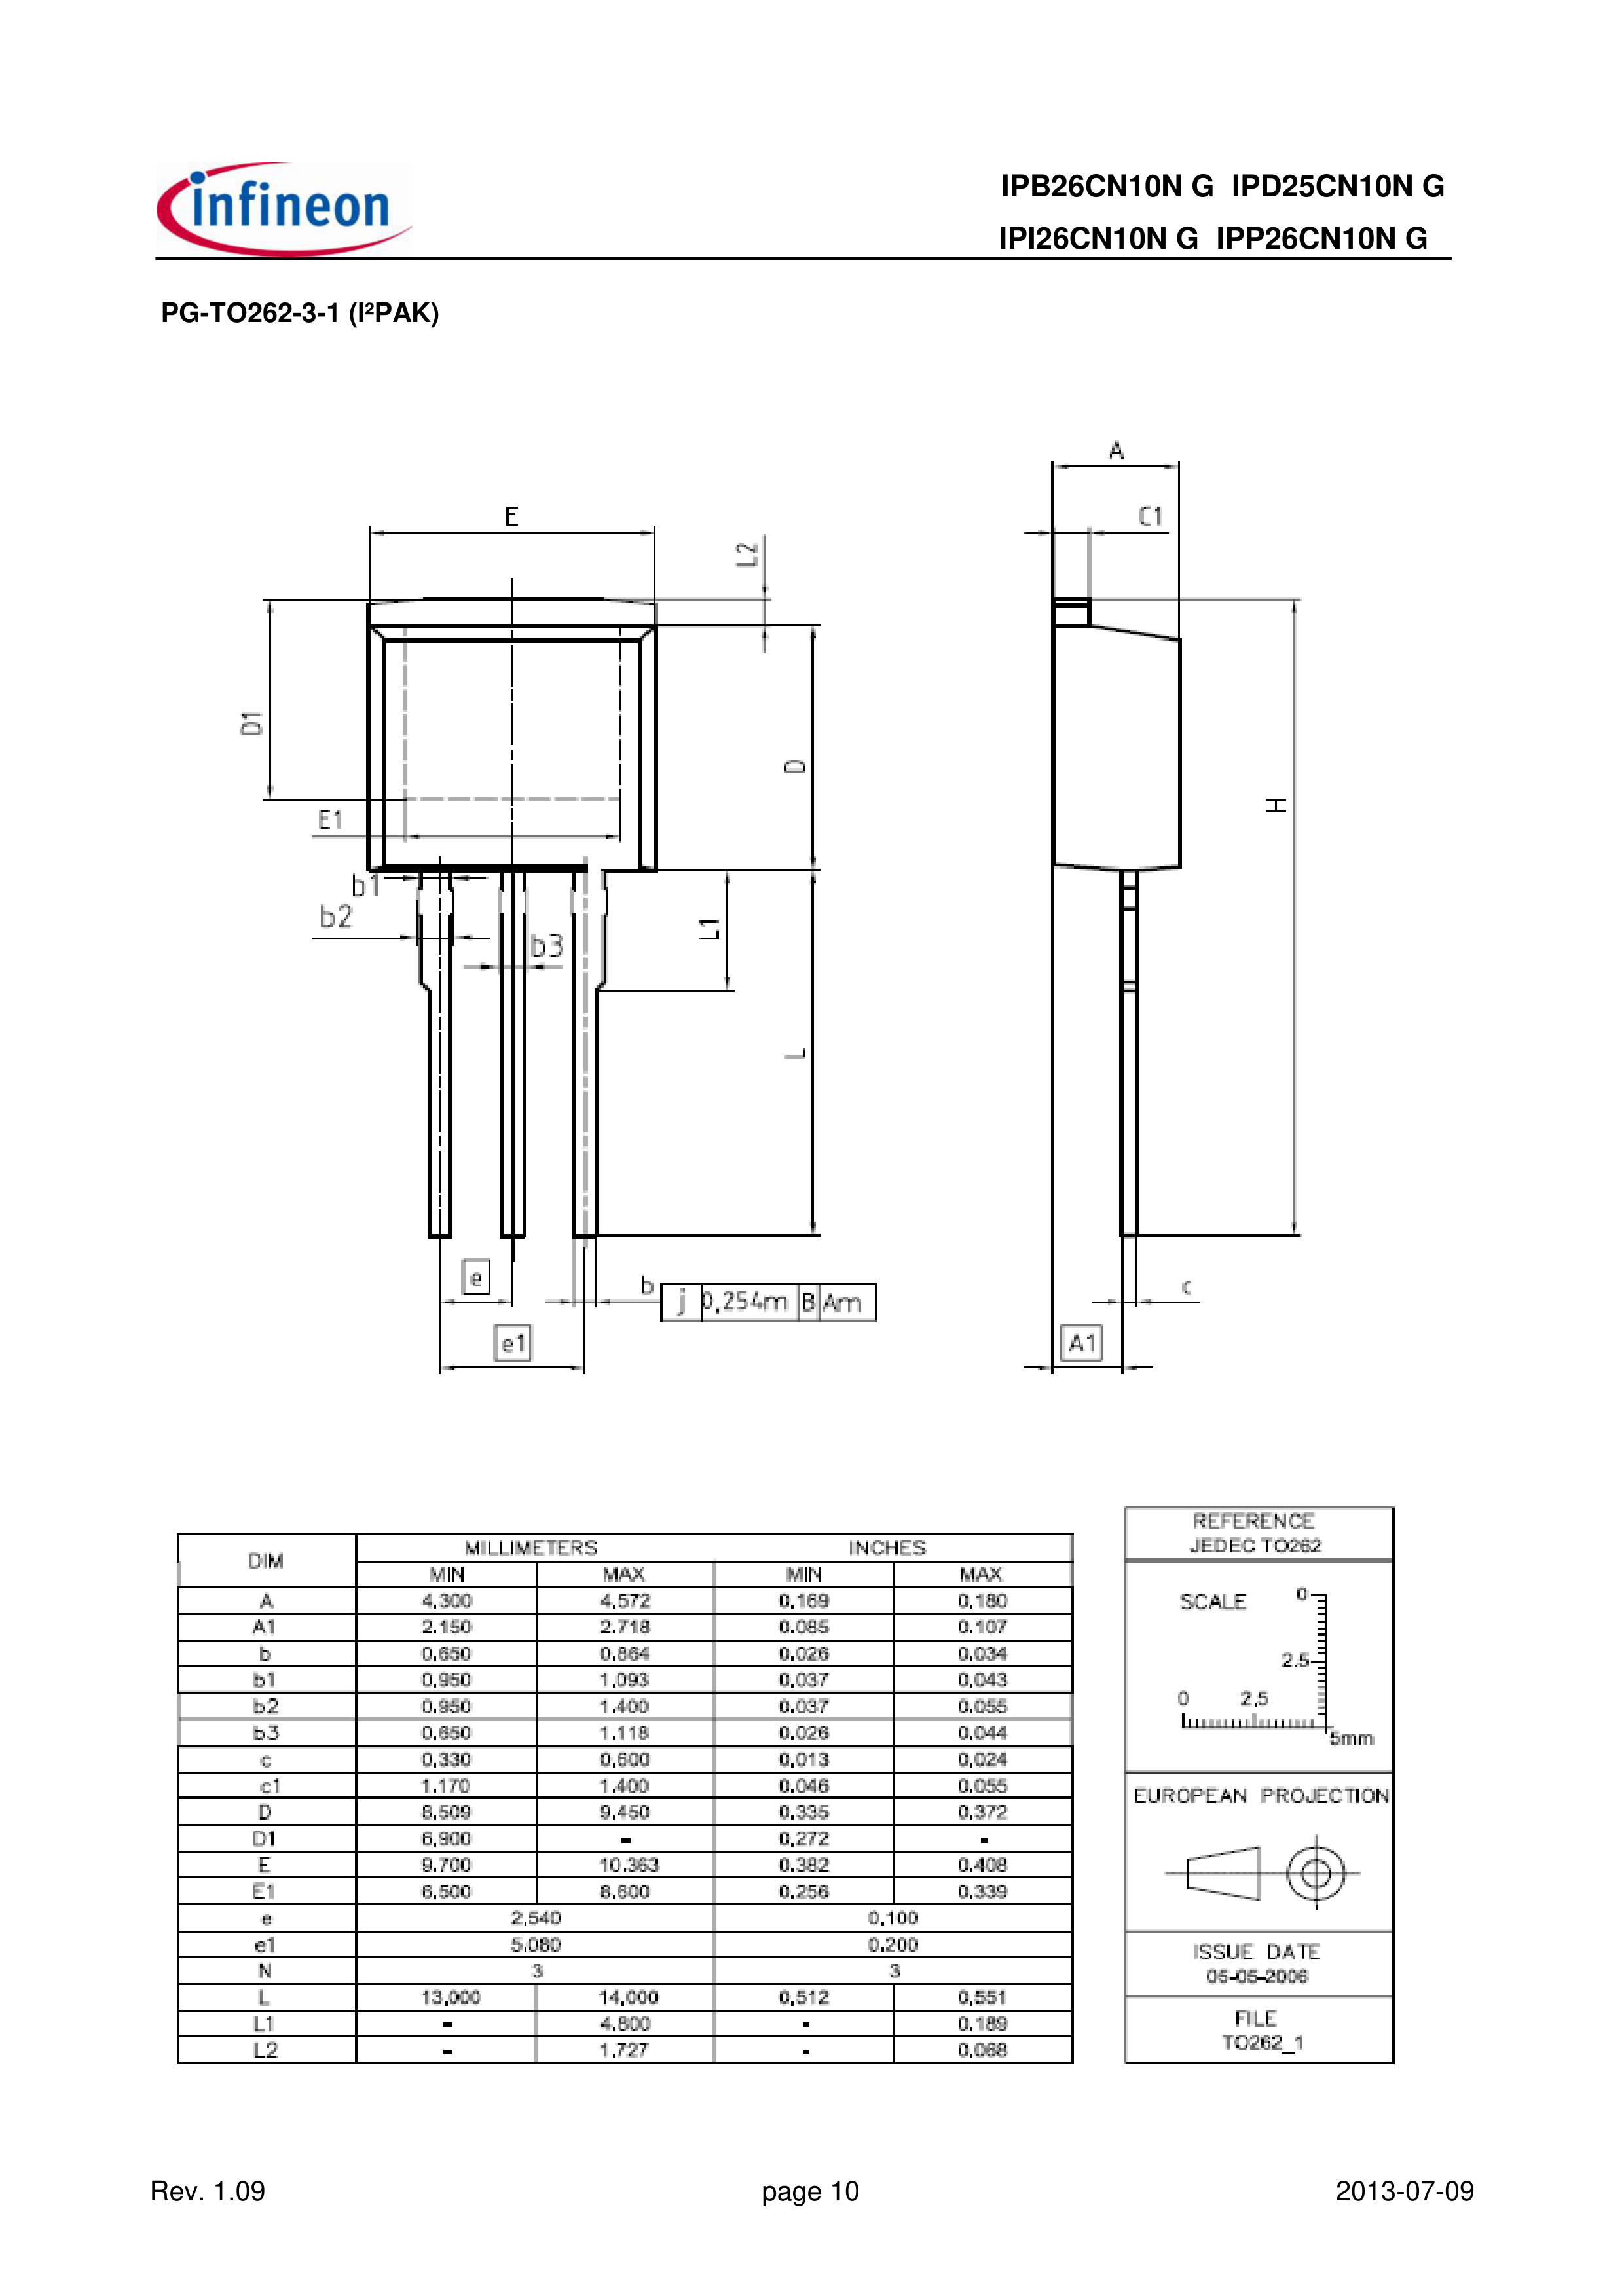 infineon
IPB26CN10N G IPD25CN10N G
IPI26CN10N G IPP26CN10N G
PG-TO262-3-1 (I²PAK)
A
C1
E
L2
D1
D
H
E1
b1
b2
b3
L1
L
e
b
j 0,254m B Am
c
e1
A1
DIM MILLIMETERS INCHES
MIN MAX MIN MAX
A 4.300 4.572 0.169 0.180
A1 2.150 2.718 0.085 0.107
b 0.650 0.864 0.026 0.034
b1 0.950 1.093 0.037 0.043
b2 0.950 1.400 0.037 0.055
b3 0.650 1.118 0.026 0.044
c 0.330 0.600 0.013 0.024
c1 1.170 1.400 0.046 0.055
D 8.509 9.450 0.335 0.372
D1 6.900 - 0.272 -
E 9.700 10.363 0.382 0.408
E1 6.500 8.600 0.256 0.339
e 2.540 0.100
e1 5.080 0.200
N 3 3
L 13.000 14.000 0.512 0.551
L1 - 4.800 - 0.189
L2 - 1.727 - 0.068
REFERENCE
JEDEC TO262
SCALE 0
2.5
0 2.5
5mm
EUROPEAN PROJECTION
ISSUE DATE
05-05-2006
FILE
TO262_1
Rev. 1.09 page 10 2013-07-09